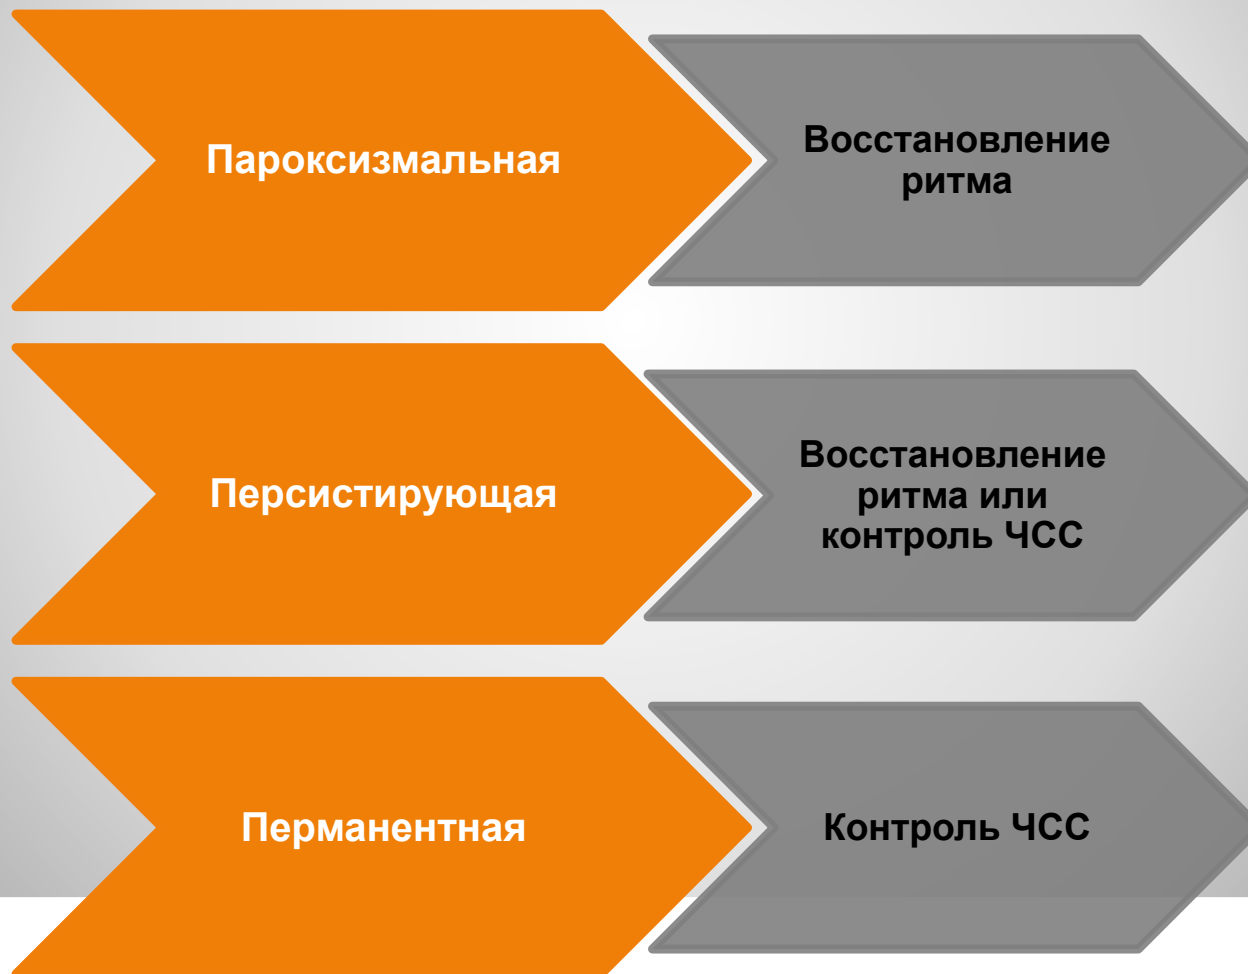 Пароксизмальная
Восстановление
ритма
Персистирующая
Восстановление
ритма или
контроль ЧСС
Перманентная
Контроль ЧСС